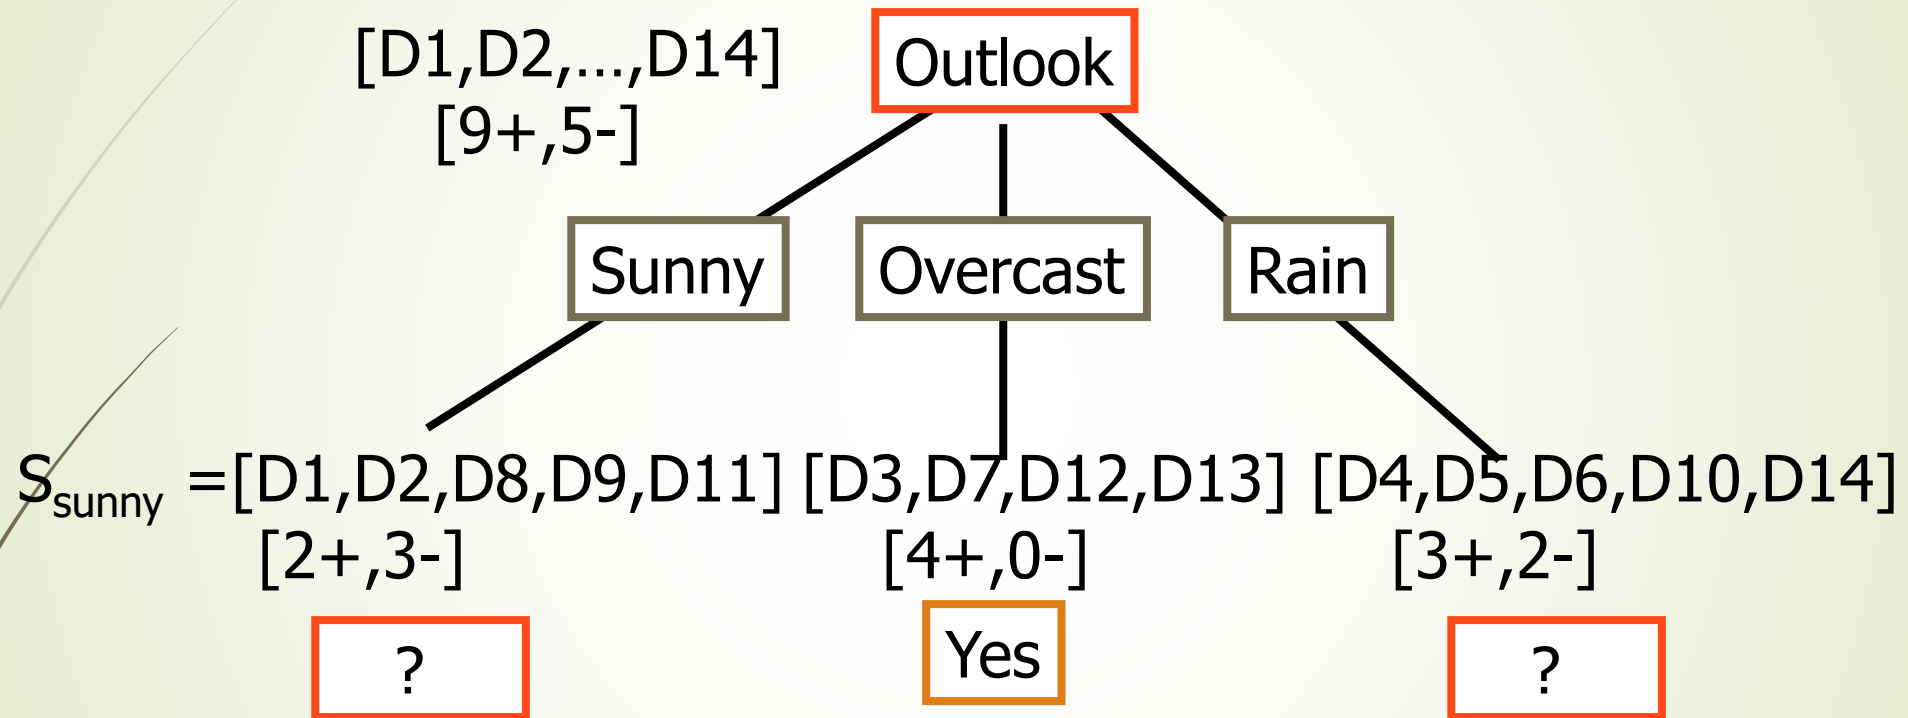 [D1,D2,…,D14]
Outlook
[9+,5-]
Sunny
Overcast
Rain
Ssunny =[D1,D2,D8,D9,D11] [D3,D7,D12,D13] [D4,D5,D6,D10,D14]
[2+,3-]
[4+,0-]
[3+,2-]
?
Yes
?